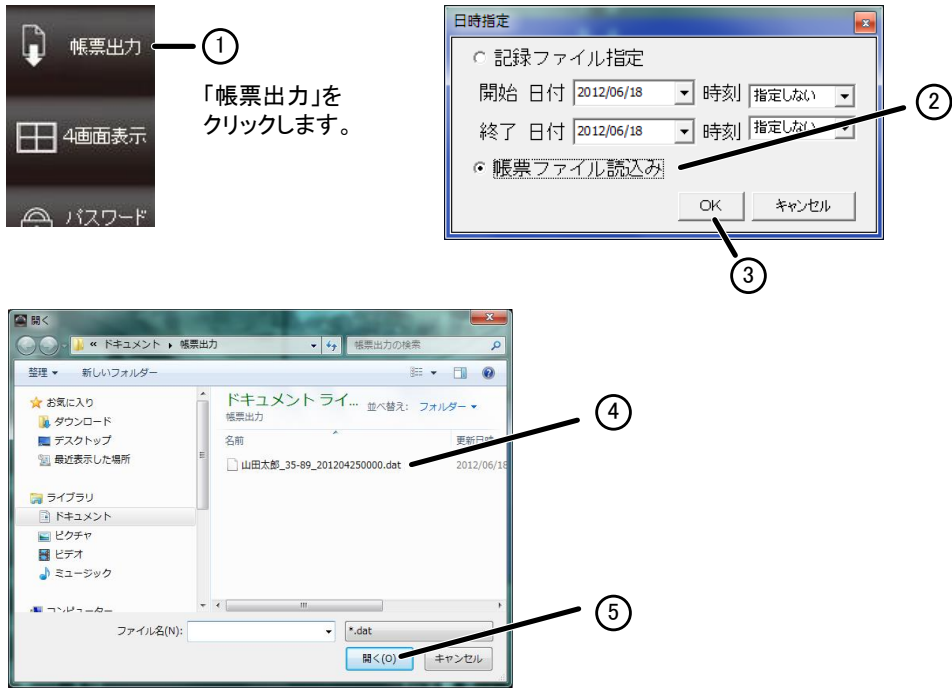 帳票出力
①
「帳票出力」を
クリックします。
4画面表示
パスワード
日時指定
記録ファイル指定
開始 日付 2012/06/18 時刻 指定しない
②
終了 日付 2012/06/18 時刻 指定しない
帳票ファイル読込み
OK キャンセル
③
開く
« ドキュメント ▸ 帳票出力 帳票出力の検索
整理 ▼ 新しいフォルダー
お気に入り
ダウンロード
デスクトップ
最近表示した場所
ライブラリ
ドキュメント
ピクチャ
ビデオ
ミュージック
コンピューター
ドキュメント ライ... 並べ替え: フォルダー ▼
帳票出力
名前 更新日時
山田太郎_35-89_201204250000.dat 2012/06/18
④
⑤
ファイル名(N): *.dat
開く(O) キャンセル